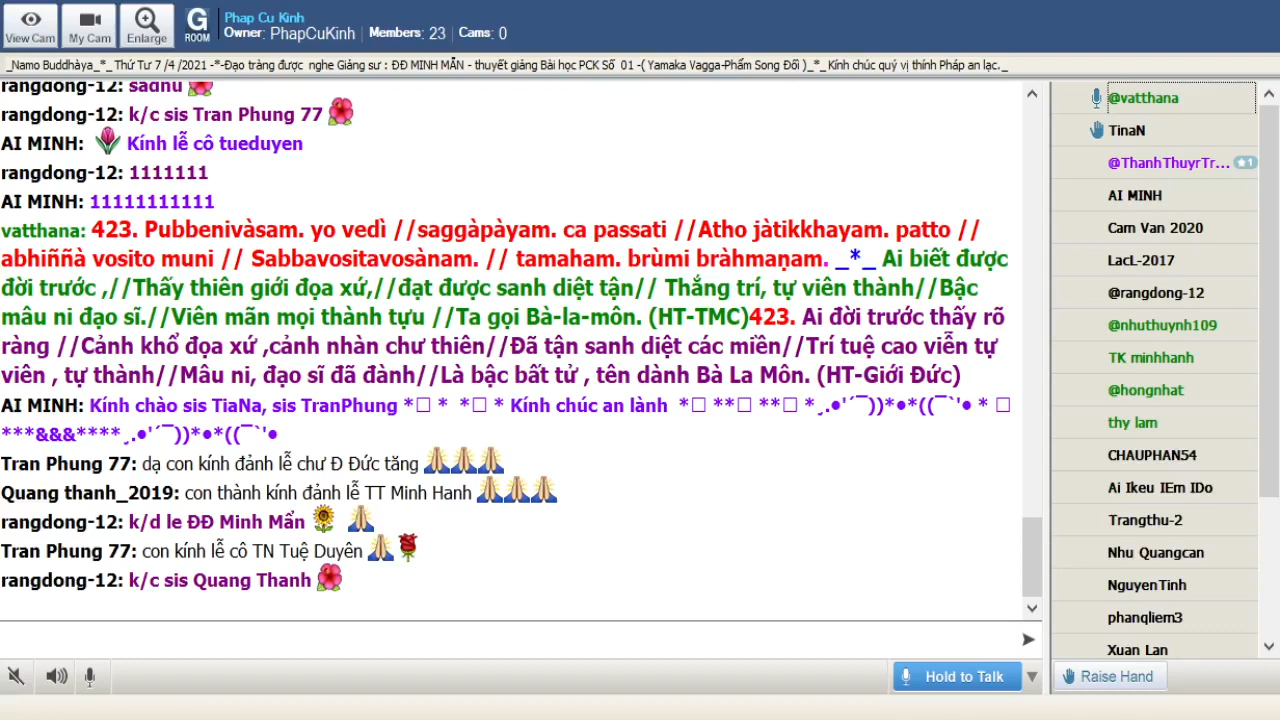 View Cam
My Cam
Enlarge
G
ROOM
Phap Cu Kinh
Owner: PhapCuKinh | Members: 23 | Cams: 0
_Namo Buddhàya_*_ Thứ Tư 7 /4 /2021 -*-Đạo tràng được nghe Giảng sư : ĐĐ MINH MẪN - thuyết giảng Bài học PCK Số 01 -( Yamaka Vagga-Phẩm Song Đối )_*_ Kính chúc quý vị thính Pháp an lạc._
rangdong-12: sadhu
rangdong-12: k/c sis Tran Phung 77
AI MINH: Kính lễ cô tueduyen
rangdong-12: 1111111
AI MINH: 11111111111
vatthana: 423. Pubbenivàsam. yo vedì //saggàpàyam. ca passati //Atho jàtikkhayam. patto //
abhiññà vosito muni // Sabbavositavosànam. // tamaham. brùmi bràhmaṇam. _*_ Ai biết được
đời trước ,//Thấy thiên giới đọa xứ,//đạt được sanh diệt tận// Thắng trí, tự viên thành//Bậc
mâu ni đạo sĩ.//Viên mãn mọi thành tựu //Ta gọi Bà-la-môn. (HT-TMC)423. Ai đời trước thấy rõ
ràng //Cảnh khổ đọa xứ ,cảnh nhàn chư thiên//Đã tận sanh diệt các miền//Trí tuệ cao viễn tự
viên , tự thành//Mâu ni, đạo sĩ đã đành//Là bậc bất tử , tên dành Bà La Môn. (HT-Giới Đức)
AI MINH: Kính chào sis TiaNa, sis TranPhung *□ * *□ * Kính chúc an lành *□ **□ **□ *¸.•'´¯))*•*((¯`'• * □
***&&&****¸.•'´¯))*•*((¯`'•
Tran Phung 77: dạ con kính đảnh lễ chư Đ Đức tăng
Quang thanh_2019: con thành kính đảnh lễ TT Minh Hanh
rangdong-12: k/d le ĐĐ Minh Mẩn
Tran Phung 77: con kính lễ cô TN Tuệ Duyên
rangdong-12: k/c sis Quang Thanh
Hold to Talk
@vatthana
TinaN
@ThanhThuyrTr... ★1
AI MINH
Cam Van 2020
LacL-2017
@rangdong-12
@nhuthuynh109
TK minhhanh
@hongnhat
thy lam
CHAUPHAN54
Ai Ikeu IEm IDo
Trangthu-2
Nhu Quangcan
NguyenTinh
phanqliem3
Xuan Lan
Raise Hand